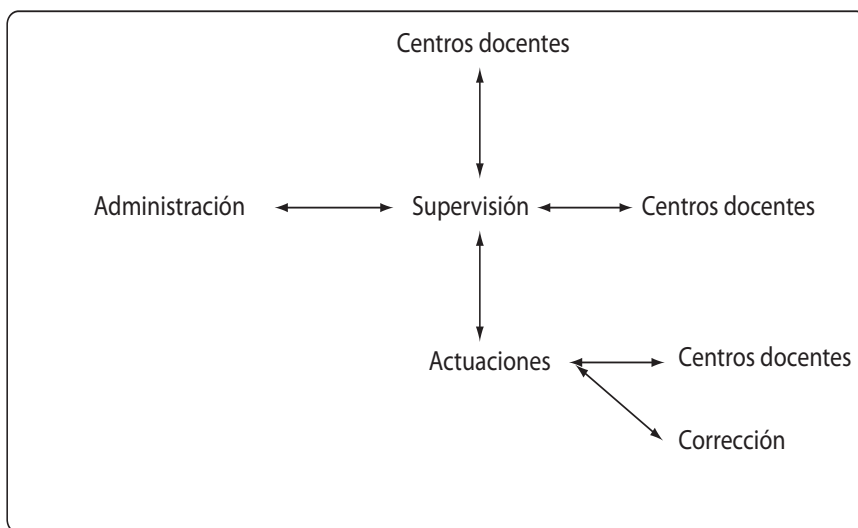 Centros docentes
Administración Supervisión Centros docentes
Actuaciones Centros docentes
Corrección